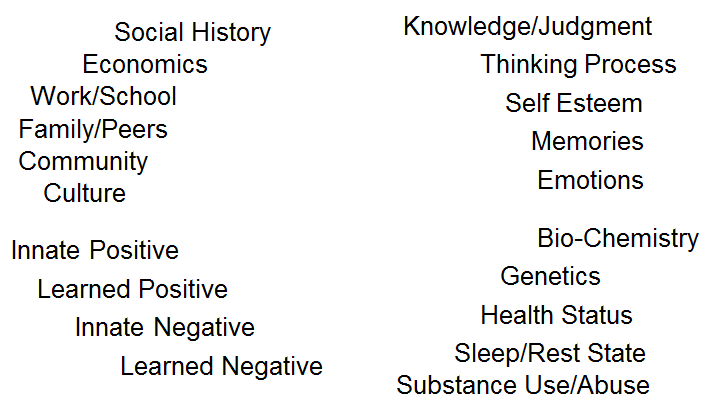 Social History
Economics
Work/School
Family/Peers
Community
Culture
Knowledge/Judgment
Thinking Process
Self Esteem
Memories
Emotions
Innate Positive
Learned Positive
Innate Negative
Learned Negative
Bio-Chemistry
Genetics
Health Status
Sleep/Rest State
Substance Use/Abuse